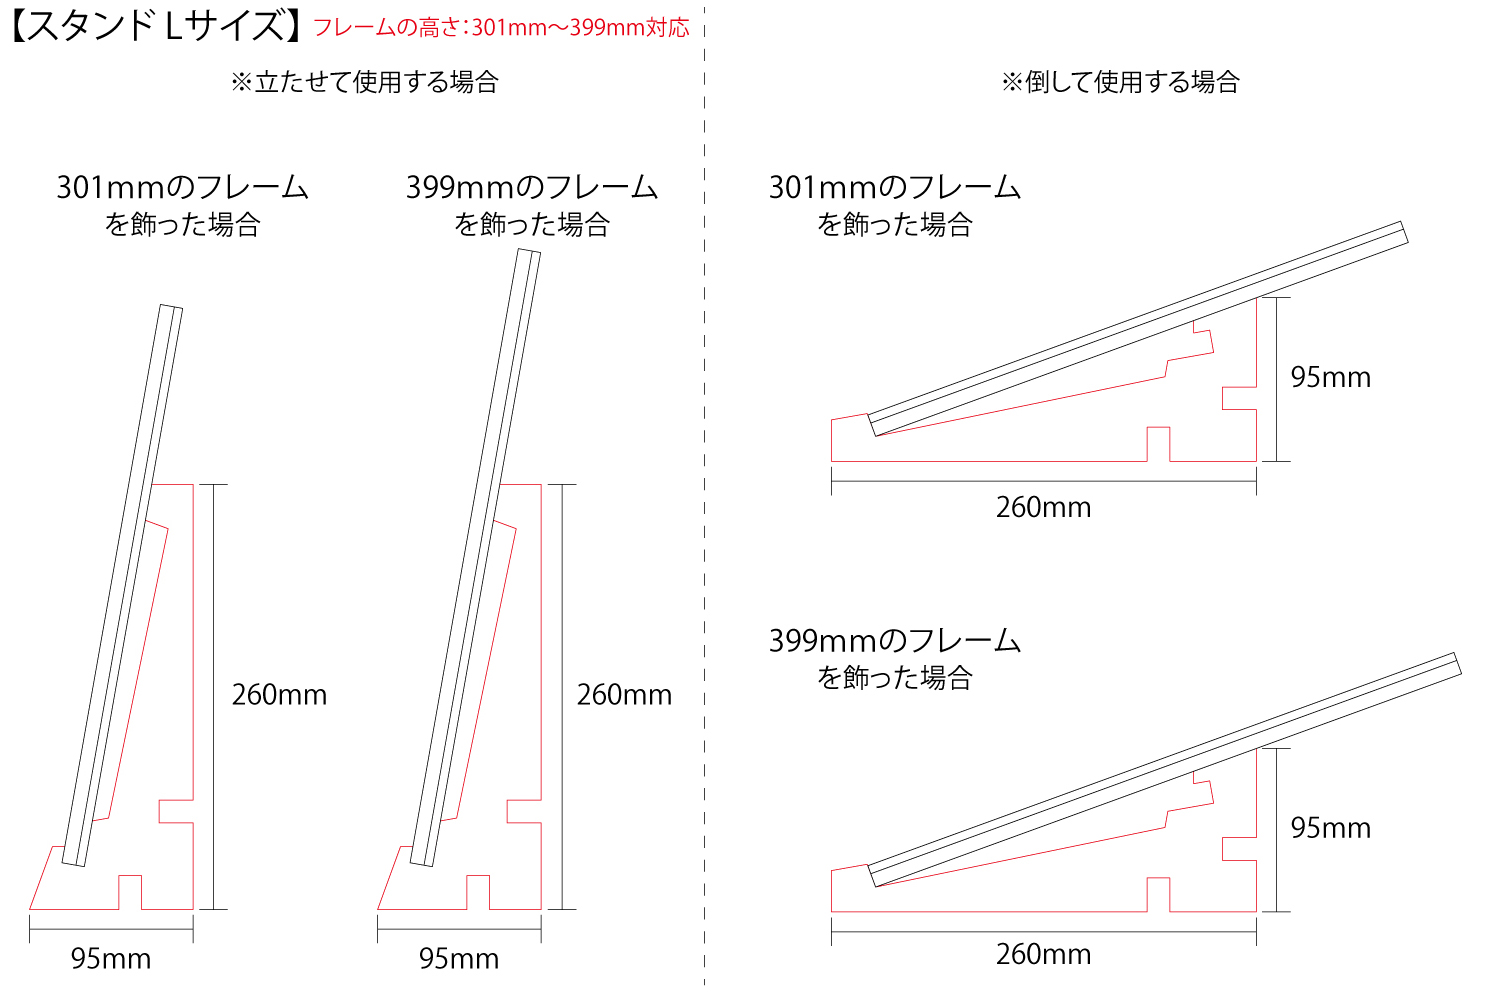 【スタンド Lサイズ】 フレームの高さ：301mm～399mm対応
※立たせて使用する場合
301mmのフレーム
を飾った場合
399mmのフレーム
を飾った場合
260mm
95mm
260mm
95mm
※倒して使用する場合
301mmのフレーム
を飾った場合
95mm
260mm
399mmのフレーム
を飾った場合
95mm
260mm